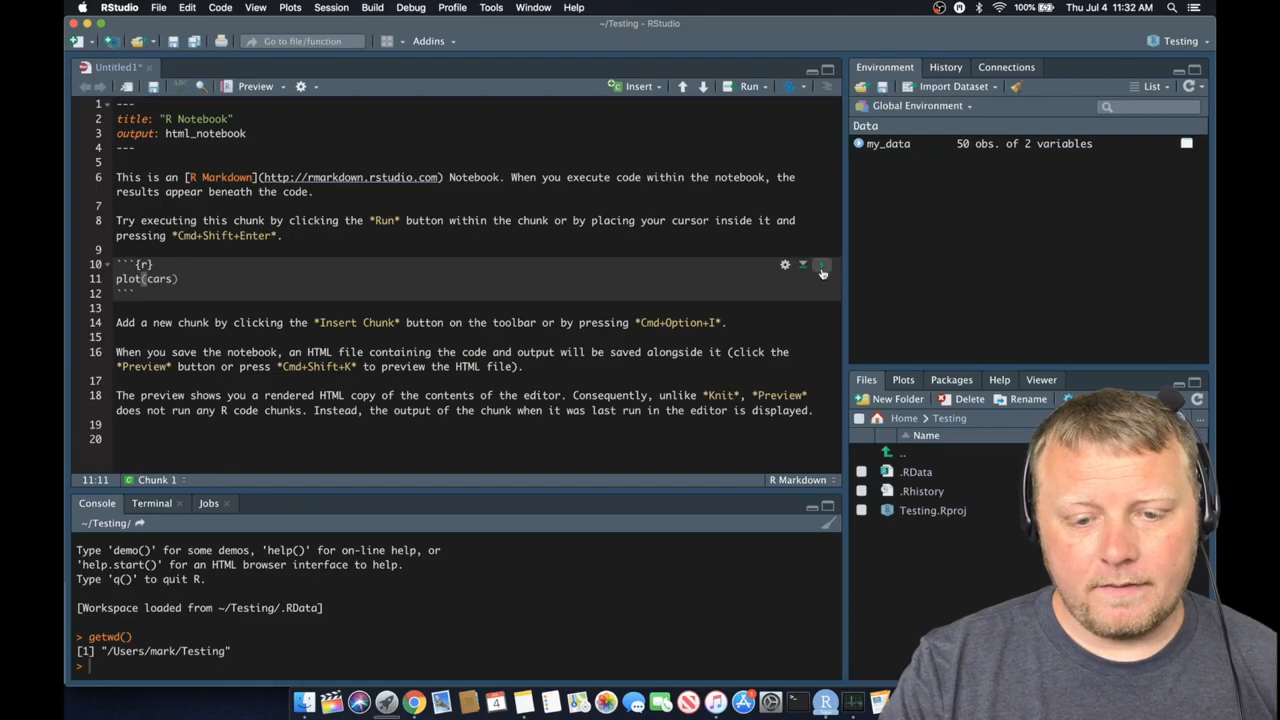 RStudio File Edit Code View Plots Session Build Debug Profile Tools Window Help 100% Thu Jul 4 11:32 AM
~/Testing - RStudio
Go to file/function Addins Testing
Untitled1*
Preview Insert Run
1 ---
2 title: "R Notebook"
3 output: html_notebook
4 ---
5
6 This is an [R Markdown](http://rmarkdown.rstudio.com) Notebook. When you execute code within the notebook, the
results appear beneath the code.
7
8 Try executing this chunk by clicking the *Run* button within the chunk or by placing your cursor inside it and
pressing *Cmd+Shift+Enter*.
9
10 ```{r}
11 plot(cars)
12 ```
13
14 Add a new chunk by clicking the *Insert Chunk* button on the toolbar or by pressing *Cmd+Option+I*.
15
16 When you save the notebook, an HTML file containing the code and output will be saved alongside it (click the
*Preview* button or press *Cmd+Shift+K* to preview the HTML file).
17
18 The preview shows you a rendered HTML copy of the contents of the editor. Consequently, unlike *Knit*, *Preview*
does not run any R code chunks. Instead, the output of the chunk when it was last run in the editor is displayed.
19
20
11:11 Chunk 1 R Markdown
Console Terminal Jobs
~/Testing/
Type 'demo()' for some demos, 'help()' for on-line help, or
'help.start()' for an HTML browser interface to help.
Type 'q()' to quit R.
[Workspace loaded from ~/Testing/.RData]
> getwd()
[1] "/Users/mark/Testing"
>
Environment History Connections
Import Dataset List
Global Environment
Data
my_data 50 obs. of 2 variables
Files Plots Packages Help Viewer
New Folder Delete Rename
Home > Testing
Name
..
.RData
.Rhistory
Testing.Rproj